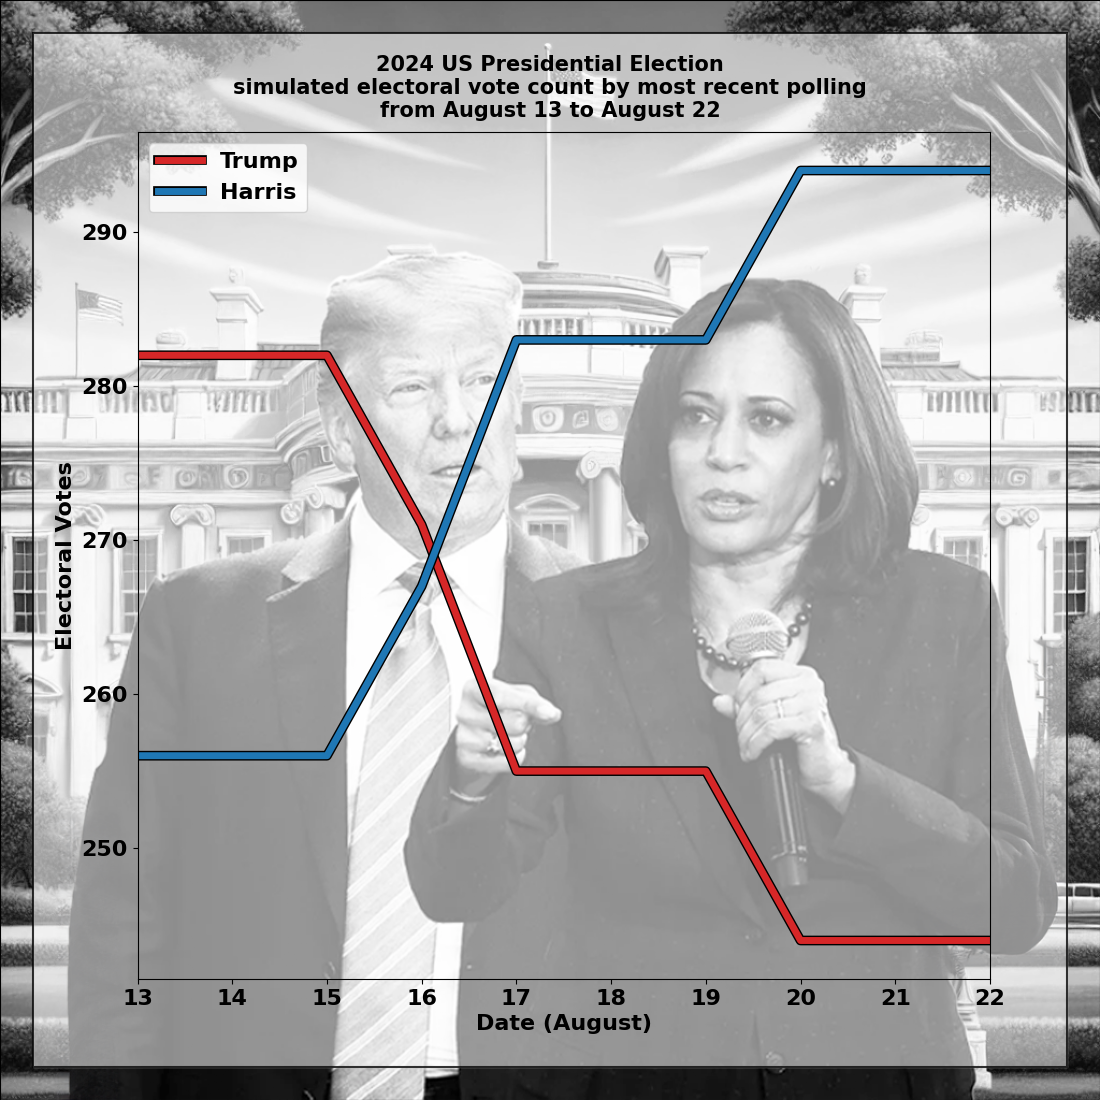 2024 US Presidential Election
simulated electoral vote count by most recent polling
from August 13 to August 22
Trump
Harris
290
280
270
260
250
Electoral Votes
13 14 15 16 17 18 19 20 21 22
Date (August)